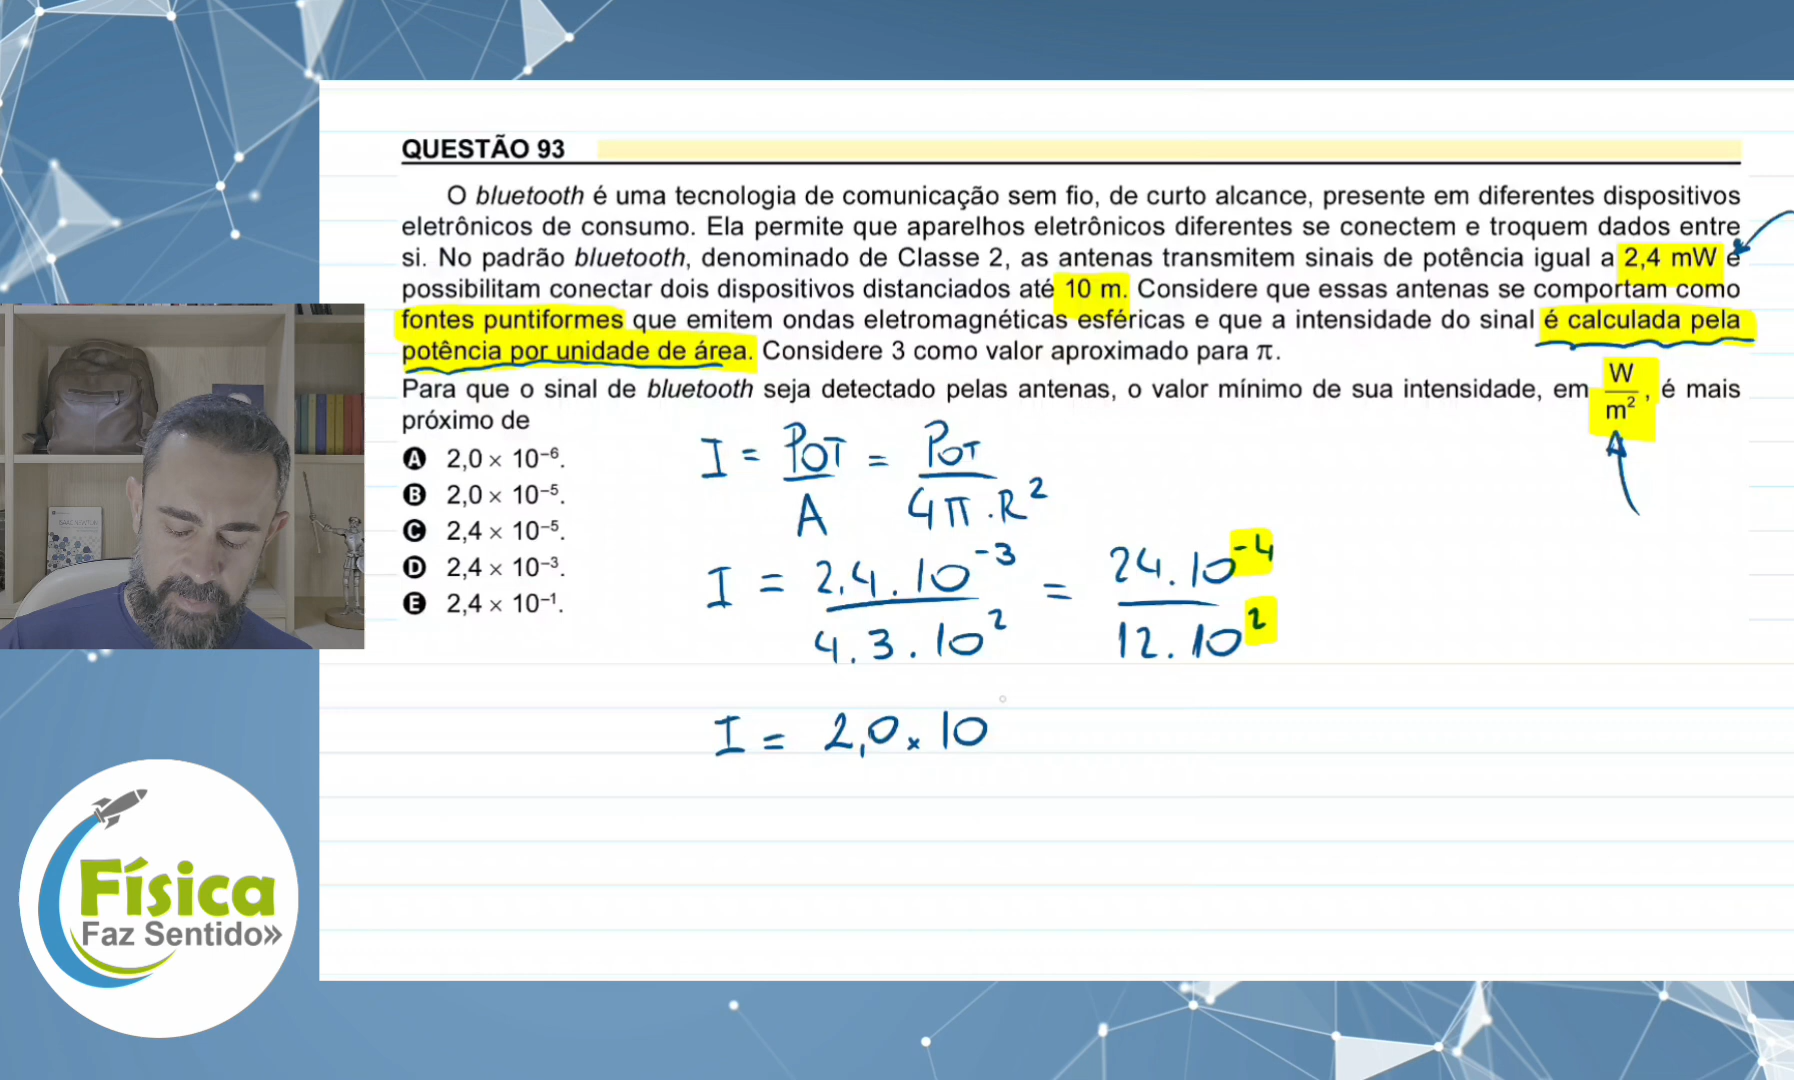 QUESTÃO 93
O bluetooth é uma tecnologia de comunicação sem fio, de curto alcance, presente em diferentes dispositivos
eletrônicos de consumo. Ela permite que aparelhos eletrônicos diferentes se conectem e troquem dados entre
si. No padrão bluetooth, denominado de Classe 2, as antenas transmitem sinais de potência igual a 2,4 mW e
possibilitam conectar dois dispositivos distanciados até 10 m. Considere que essas antenas se comportam como
fontes puntiformes que emitem ondas eletromagnéticas esféricas e que a intensidade do sinal é calculada pela
potência por unidade de área. Considere 3 como valor aproximado para π.
Para que o sinal de bluetooth seja detectado pelas antenas, o valor mínimo de sua intensidade, em W/m², é mais
próximo de
A 2,0 × 10⁻⁶.
B 2,0 × 10⁻⁵.
C 2,4 × 10⁻⁵.
D 2,4 × 10⁻³.
E 2,4 × 10⁻¹.
I = POT/A = POT/4π.R²
I = 2,4.10⁻³/4.3.10² = 24.10⁻⁴/12.10²
I = 2,0 × 10
Física
Faz Sentido»